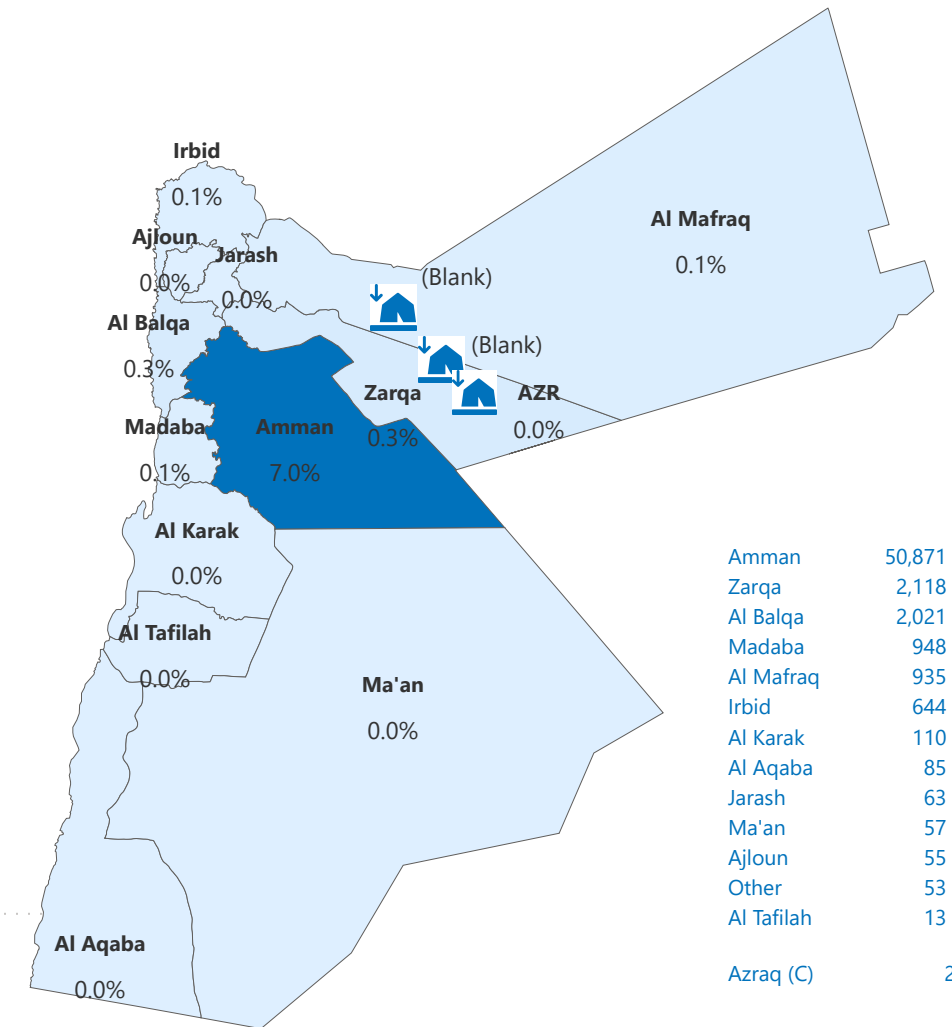 Irbid
0.1%
Al Mafraq
0.1%
Ajloun
0.0%
Jarash
0.0%
(Blank)
Al Balqa
0.3%
(Blank)
Zarqa
0.3%
AZR
0.0%
Madaba
0.1%
Amman
7.0%
Al Karak
0.0%
Al Tafilah
0.0%
Ma'an
0.0%
Al Aqaba
0.0%
Amman 50,871
Zarqa 2,118
Al Balqa 2,021
Madaba 948
Al Mafraq 935
Irbid 644
Al Karak 110
Al Aqaba 85
Jarash 63
Ma'an 57
Ajloun 55
Other 53
Al Tafilah 13
Azraq (C) 2